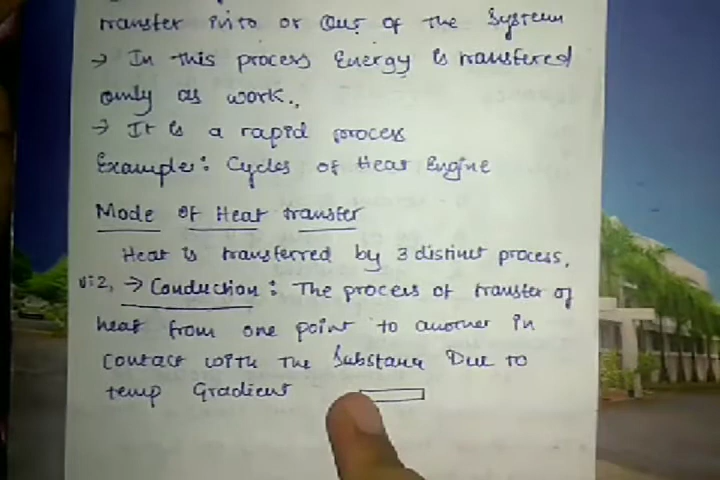 transfer into or Out of the System
→ In this process Energy is transfered
only as work.,
→ It is a rapid process
Example: Cycles of Heat Engine
Mode of Heat transfer
Heat is transferred by 3 distinct process.
viz, → Conduction: The process of transfer of
heat from one point to another in
Contact with the Substance Due to
temp Gradient